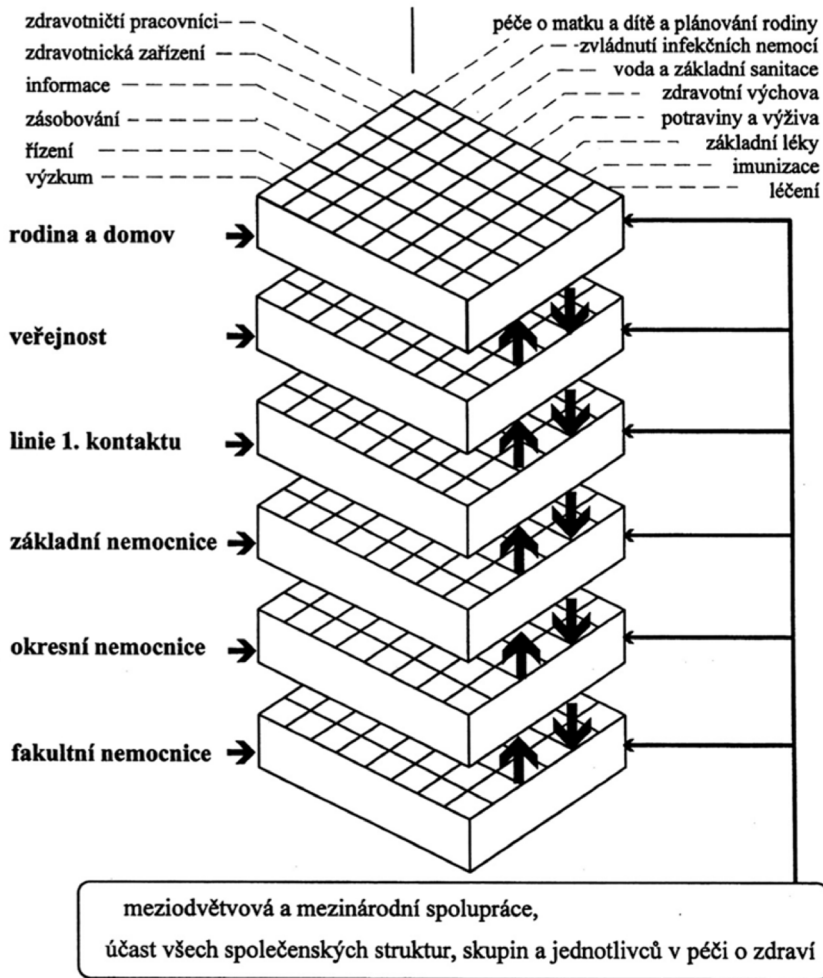 zdravotničtí pracovníci
zdravotnická zařízení
informace
zásobování
řízení
výzkum
péče o matku a dítě a plánování rodiny
zvládnutí infekčních nemocí
voda a základní sanitace
zdravotní výchova
potraviny a výživa
základní léky
imunizace
léčení
rodina a domov
veřejnost
linie 1. kontaktu
základní nemocnice
okresní nemocnice
fakultní nemocnice
meziodvětvová a mezinárodní spolupráce,
účast všech společenských struktur, skupin a jednotlivců v péči o zdraví